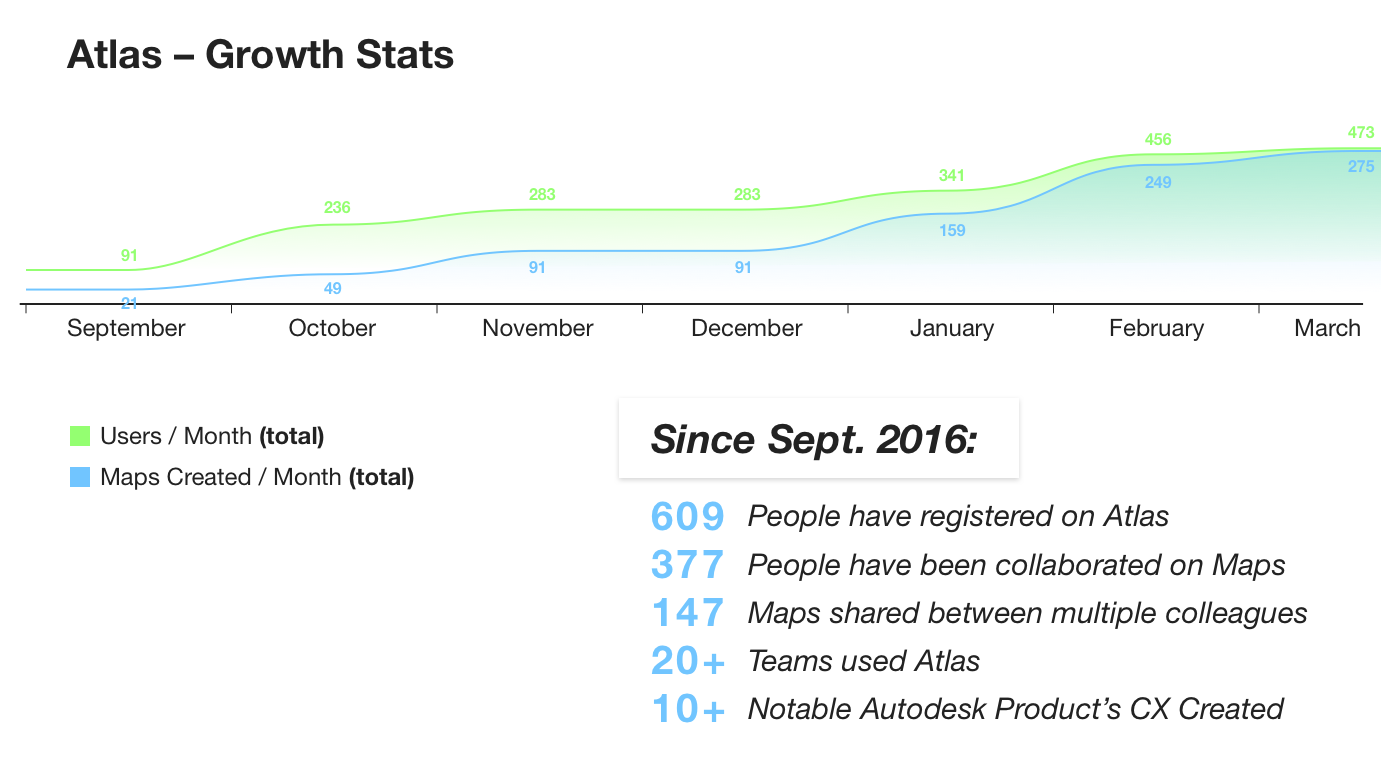 Atlas – Growth Stats
473
456
275
341
249
283
283
236
159
91
91
91
49
21
September October November December January February March
Users / Month (total)
Maps Created / Month (total)
Since Sept. 2016:
609 People have registered on Atlas
377 People have been collaborated on Maps
147 Maps shared between multiple colleagues
20+ Teams used Atlas
10+ Notable Autodesk Product’s CX Created